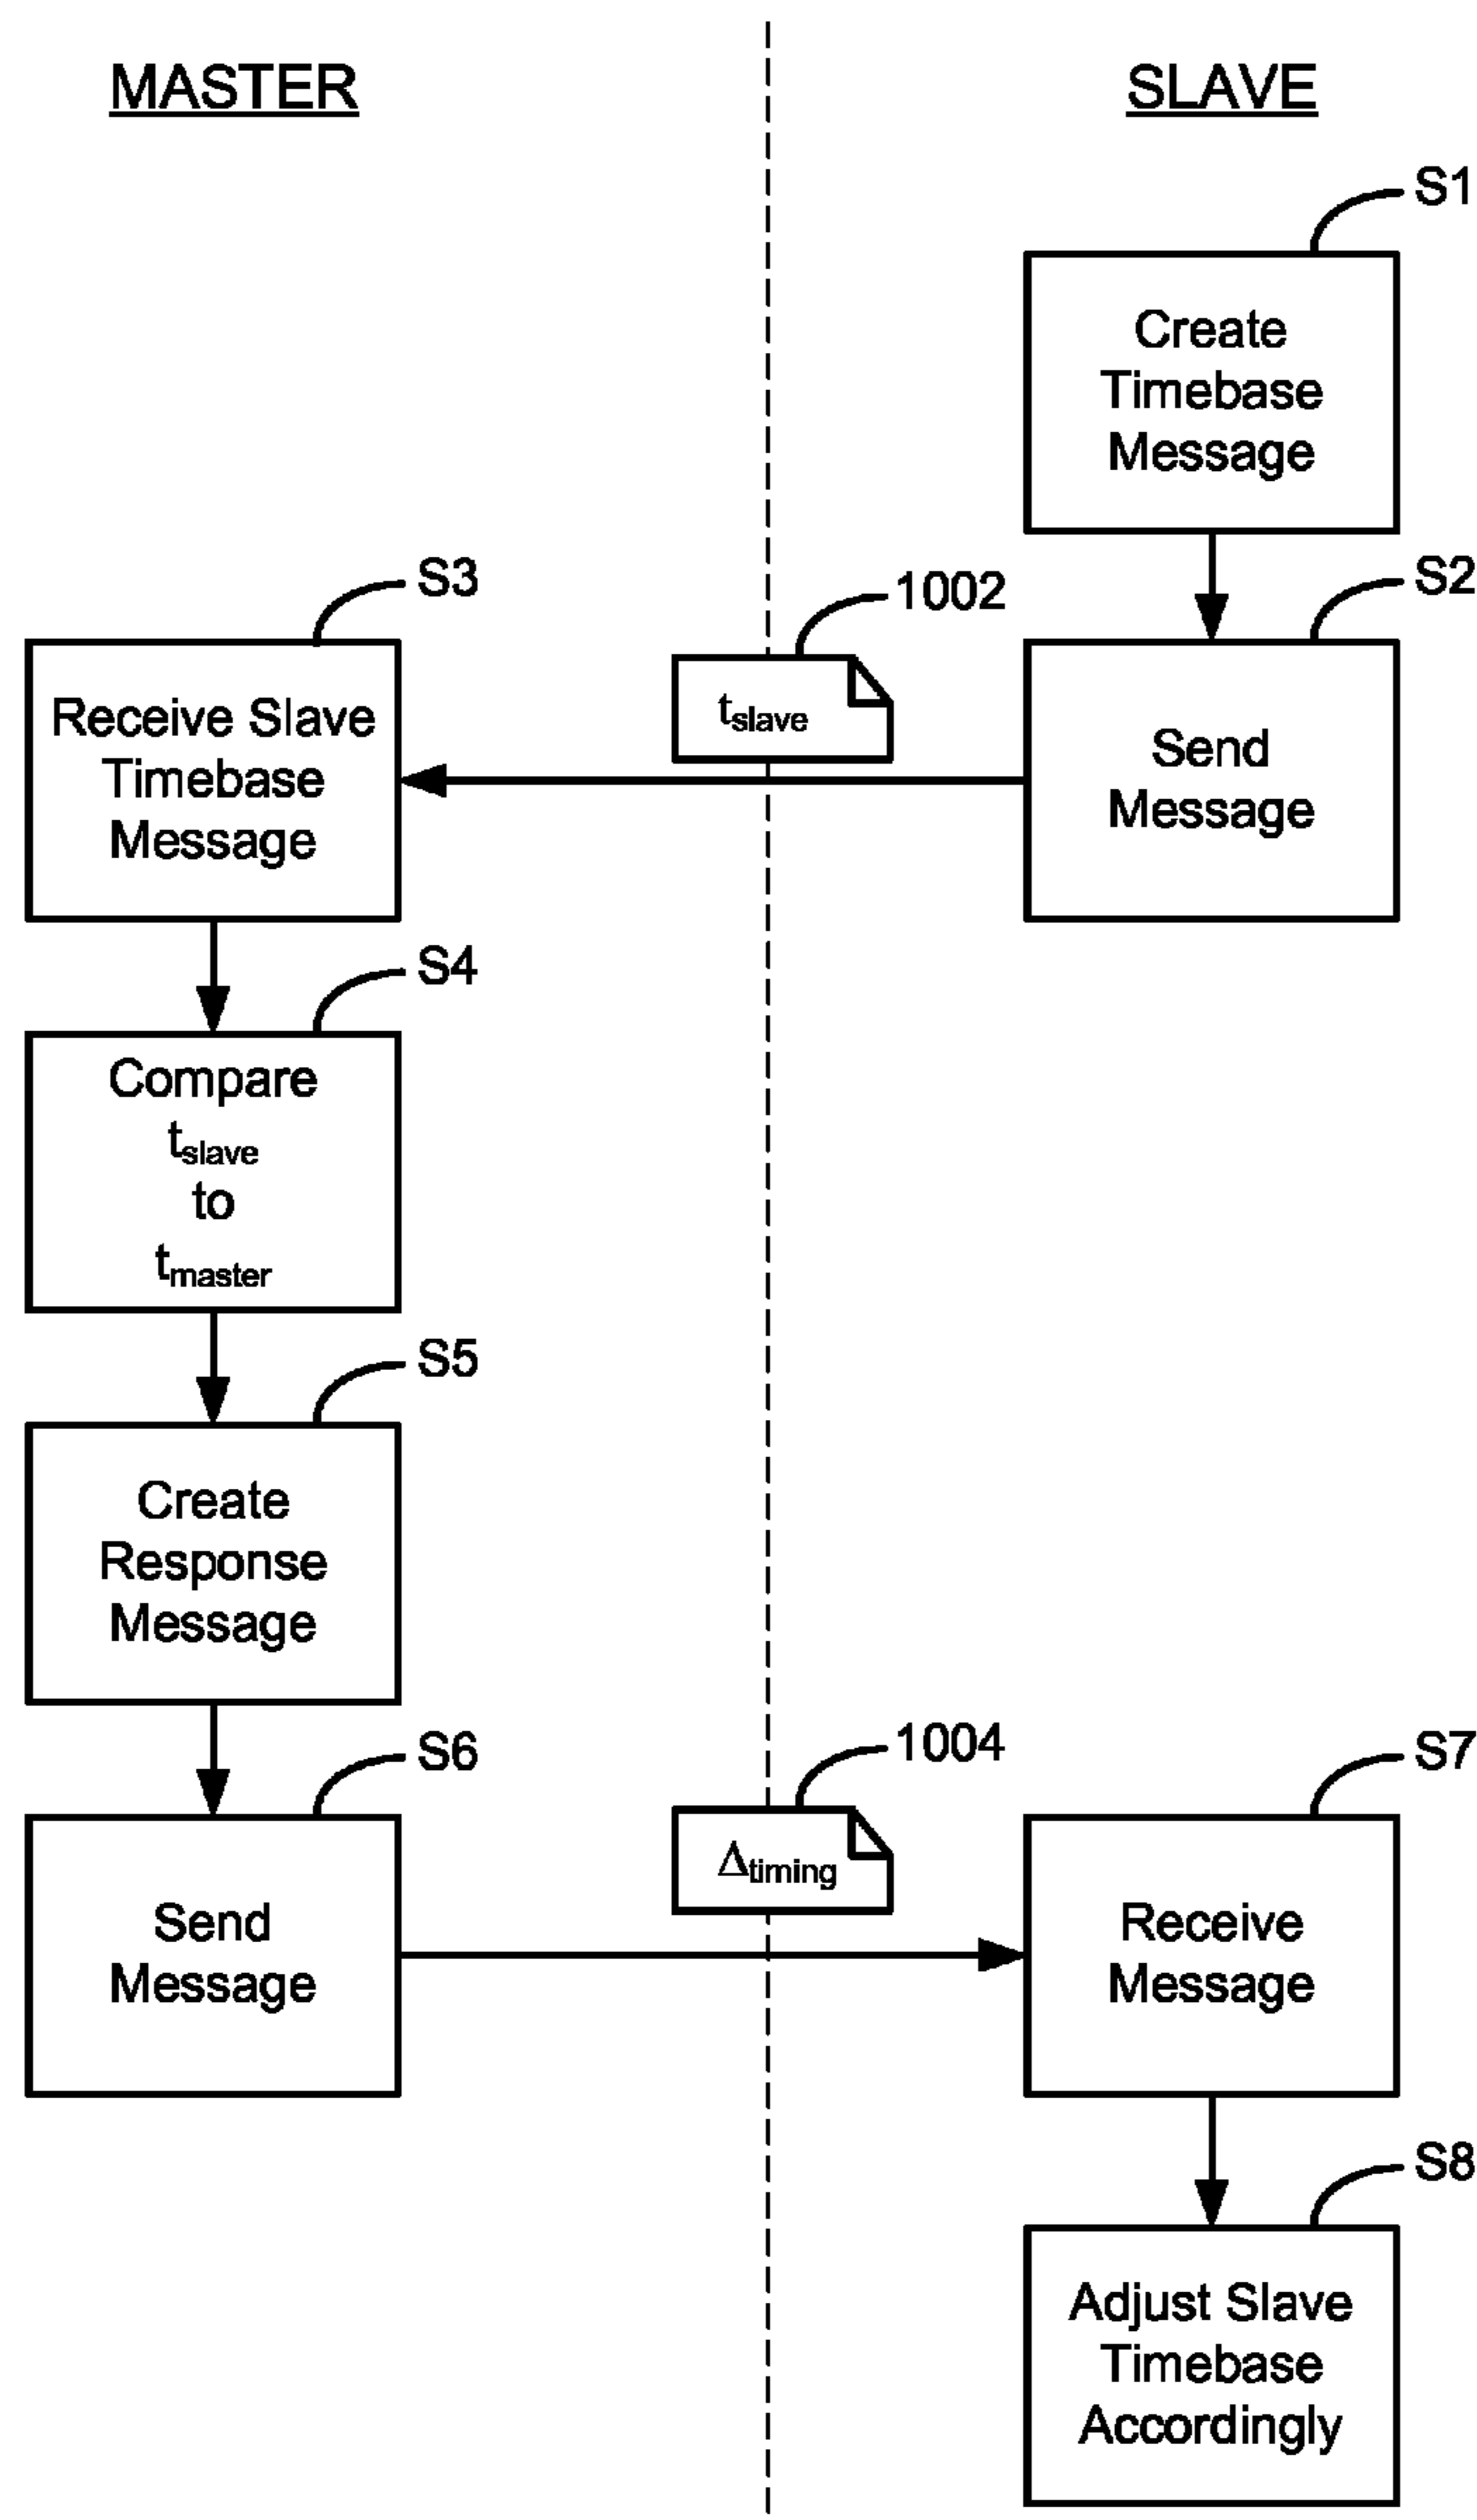 MASTER
SLAVE
S1
Create
Timebase
Message
S2
Send
Message
1002
tslave
S3
Receive Slave
Timebase
Message
S4
Compare
tslave
to
tmaster
S5
Create
Response
Message
S6
Send
Message
1004
Δtiming
S7
Receive
Message
S8
Adjust Slave
Timebase
Accordingly